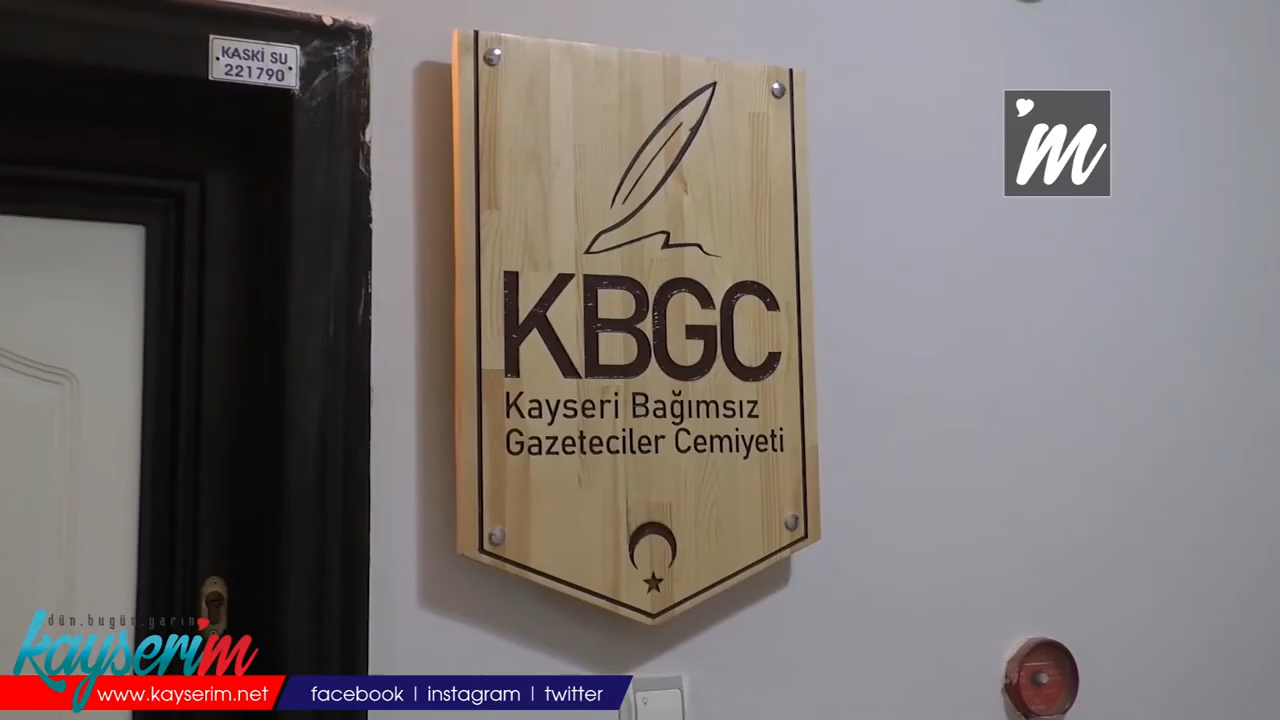 KASKİ SU
221790
'm
KBGC
Kayseri Bağımsız
Gazeteciler Cemiyeti
dün.bugün.yarın
kayserim
www.kayserim.net
facebook | instagram | twitter